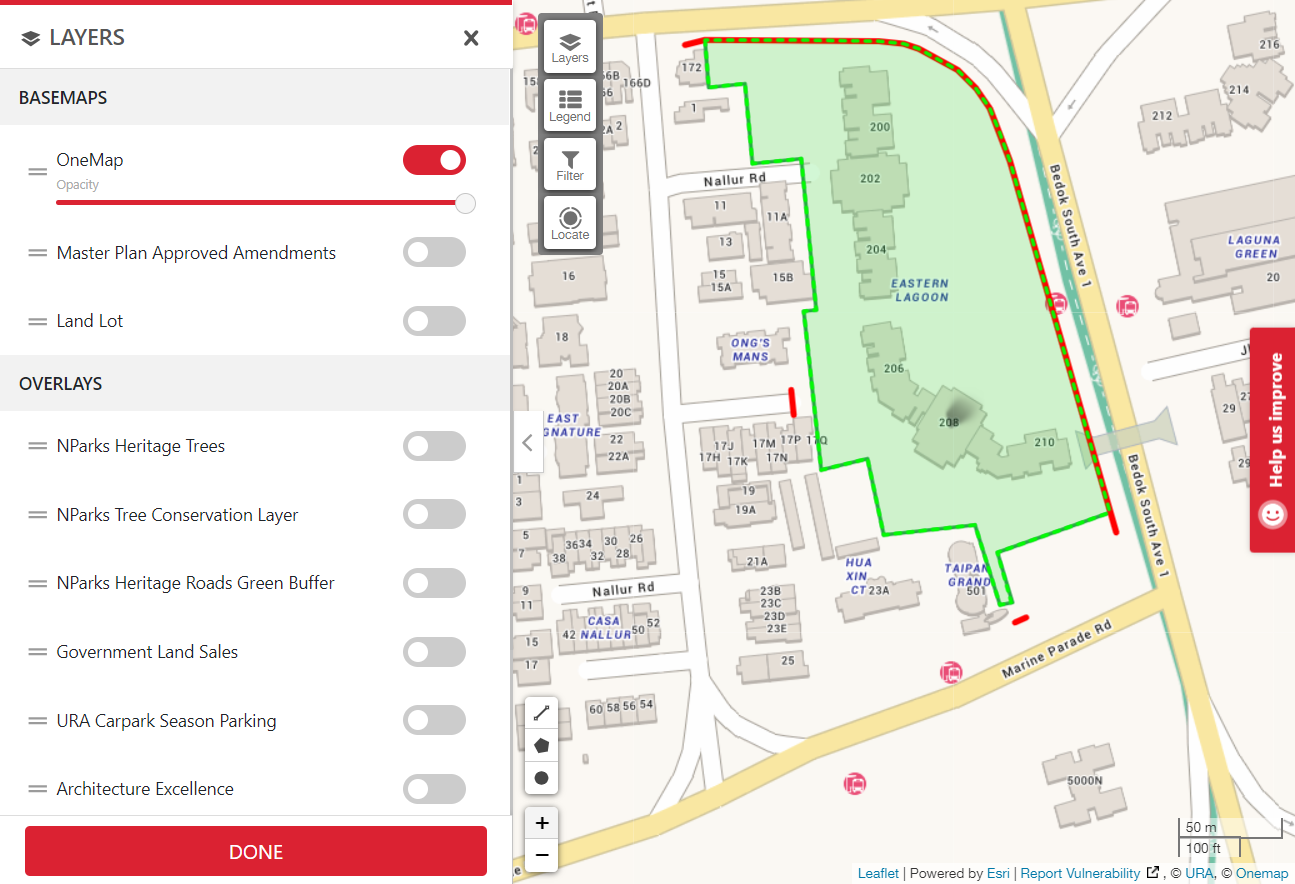 LAYERS
BASEMAPS
OneMap
Opacity
Master Plan Approved Amendments
Land Lot
OVERLAYS
NParks Heritage Trees
NParks Tree Conservation Layer
NParks Heritage Roads Green Buffer
Government Land Sales
URA Carpark Season Parking
Architecture Excellence
DONE
Layers
Legend
Filter
Locate
172
166D
1
216
214
212
200
202
204
206
208
210
EASTERN
LAGOON
Nallur Rd
11
11A
13
15
15A
15B
16
18
ONG'S
MANS
20
20A
20B
20C
22
22A
EAST
17J
17M
17P
17Q
17H
17K
17N
19
19A
24
1
3
5
7
36
34
30
26
38
32
28
9
11
Nallur Rd
CASA
NALLUR
42
50
52
15
17
60
58
56
54
21A
23B
23C
23D
23E
25
HUA
XIN
CT
23A
TAIPAN
GRAND
501
Marine Parade Rd
Bedok South Ave 1
Bedok South Ave 1
LAGUNA
GREEN
20
29
5000N
Help us improve
+
−
50 m
100 ft
Leaflet | Powered by Esri | Report Vulnerability , © URA, © Onemap